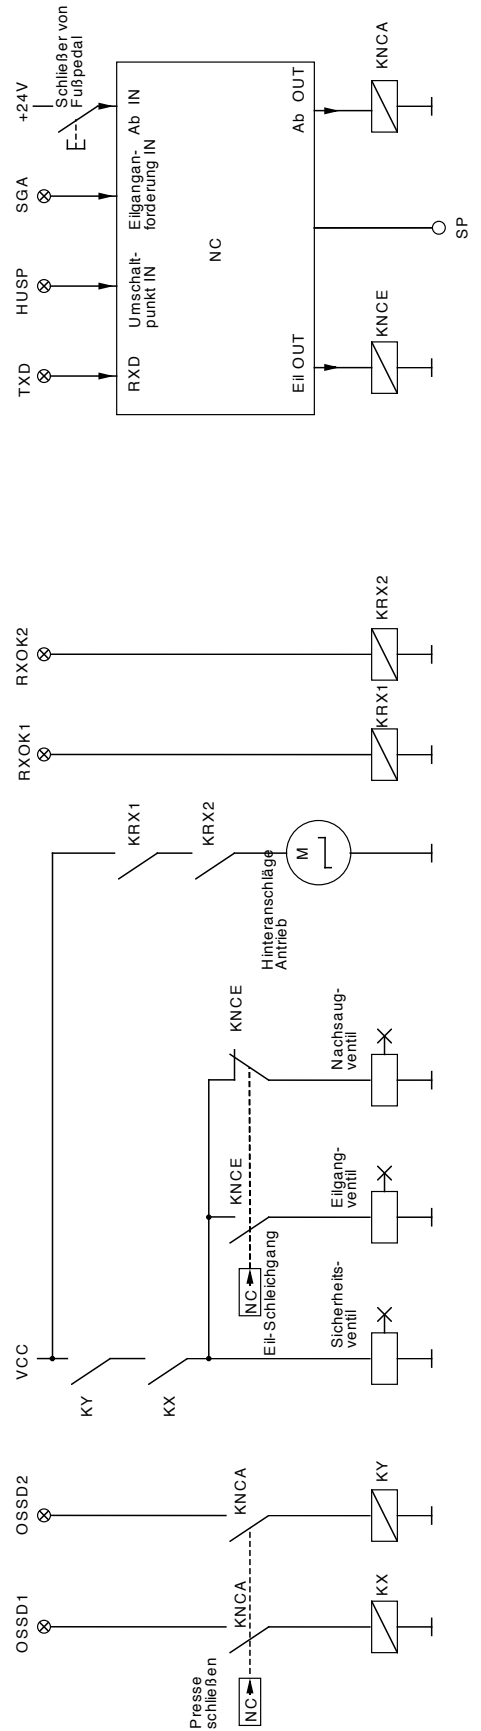 OSSD1
OSSD2
VCC
RXOK1
RXOK2
TXD
HUSP
SGA
+24V
Schließer von
Fußpedal
KY
KX
KRX1
KRX2
RXD
Umschalt-
punkt IN
Eilgangan-
forderung IN
Ab IN
NC
Eil OUT
Ab OUT
Presse
schließen
NC
KNCA
KNCA
NC
Eil-Schleichgang
KNCE
KNCE
Hinteranschläge
Antrieb
M
KX
KY
Sicherheits-
ventil
Eilgang-
ventil
Nachsaug-
ventil
KRX1
KRX2
KNCE
SP
KNCA